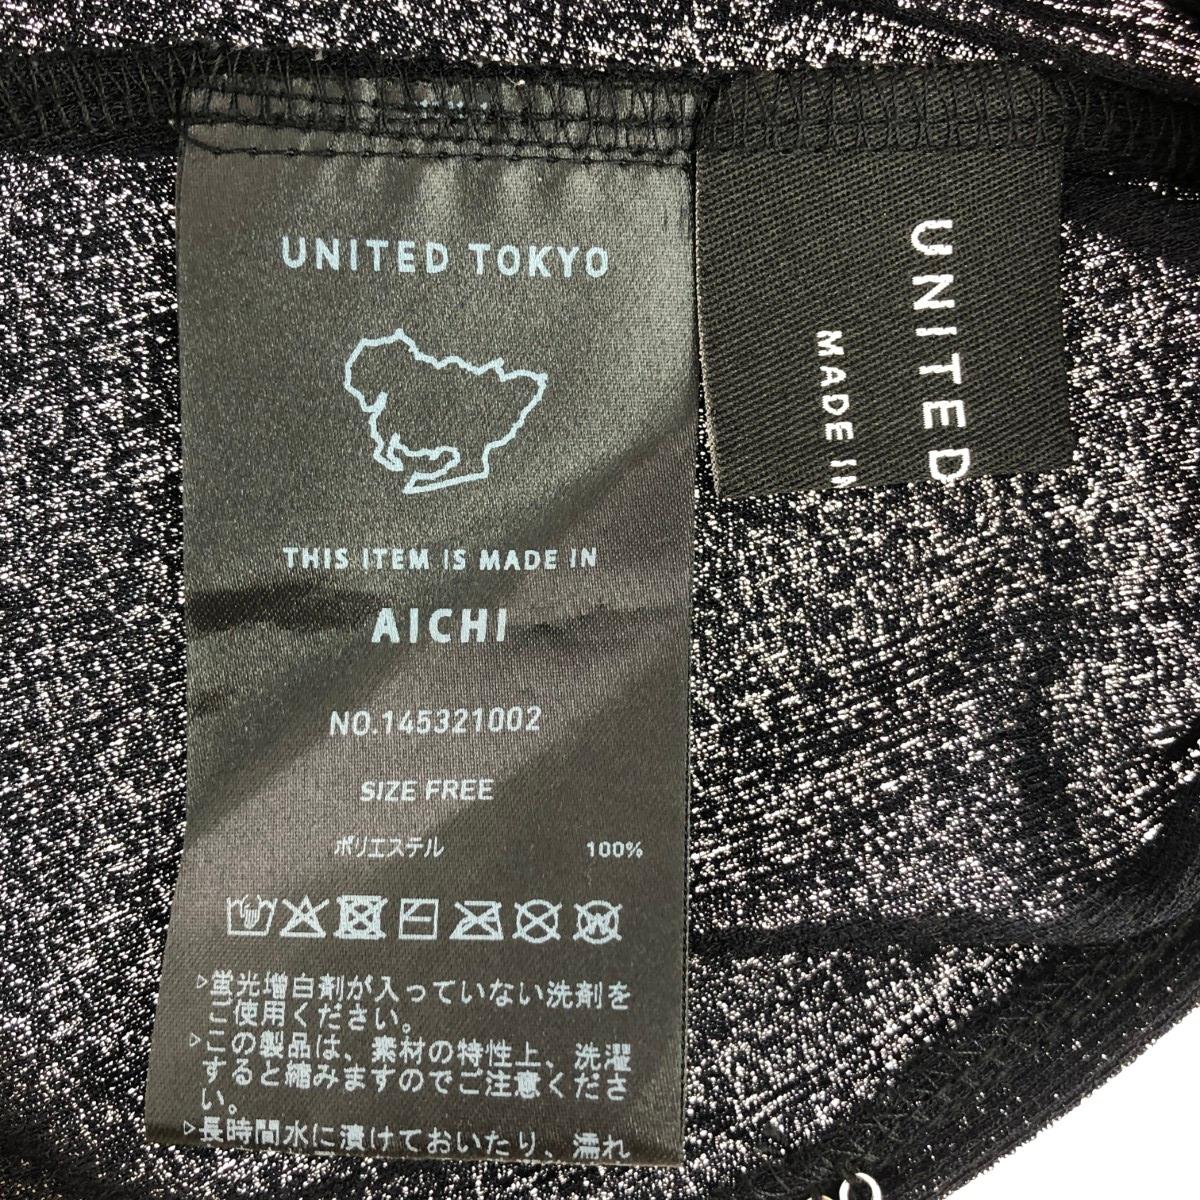 UNITED TOKYO
THIS ITEM IS MADE IN
AICHI
NO.145321002
SIZE FREE
ポリエステル 100%
▷蛍光増白剤が入っていない洗剤を
ご使用ください。
▷この製品は、素材の特性上、洗濯
すると縮みますのでご注意くださ
い。
▷長時間水に漬けておいたり、濡れ
UNITED
MADE IN